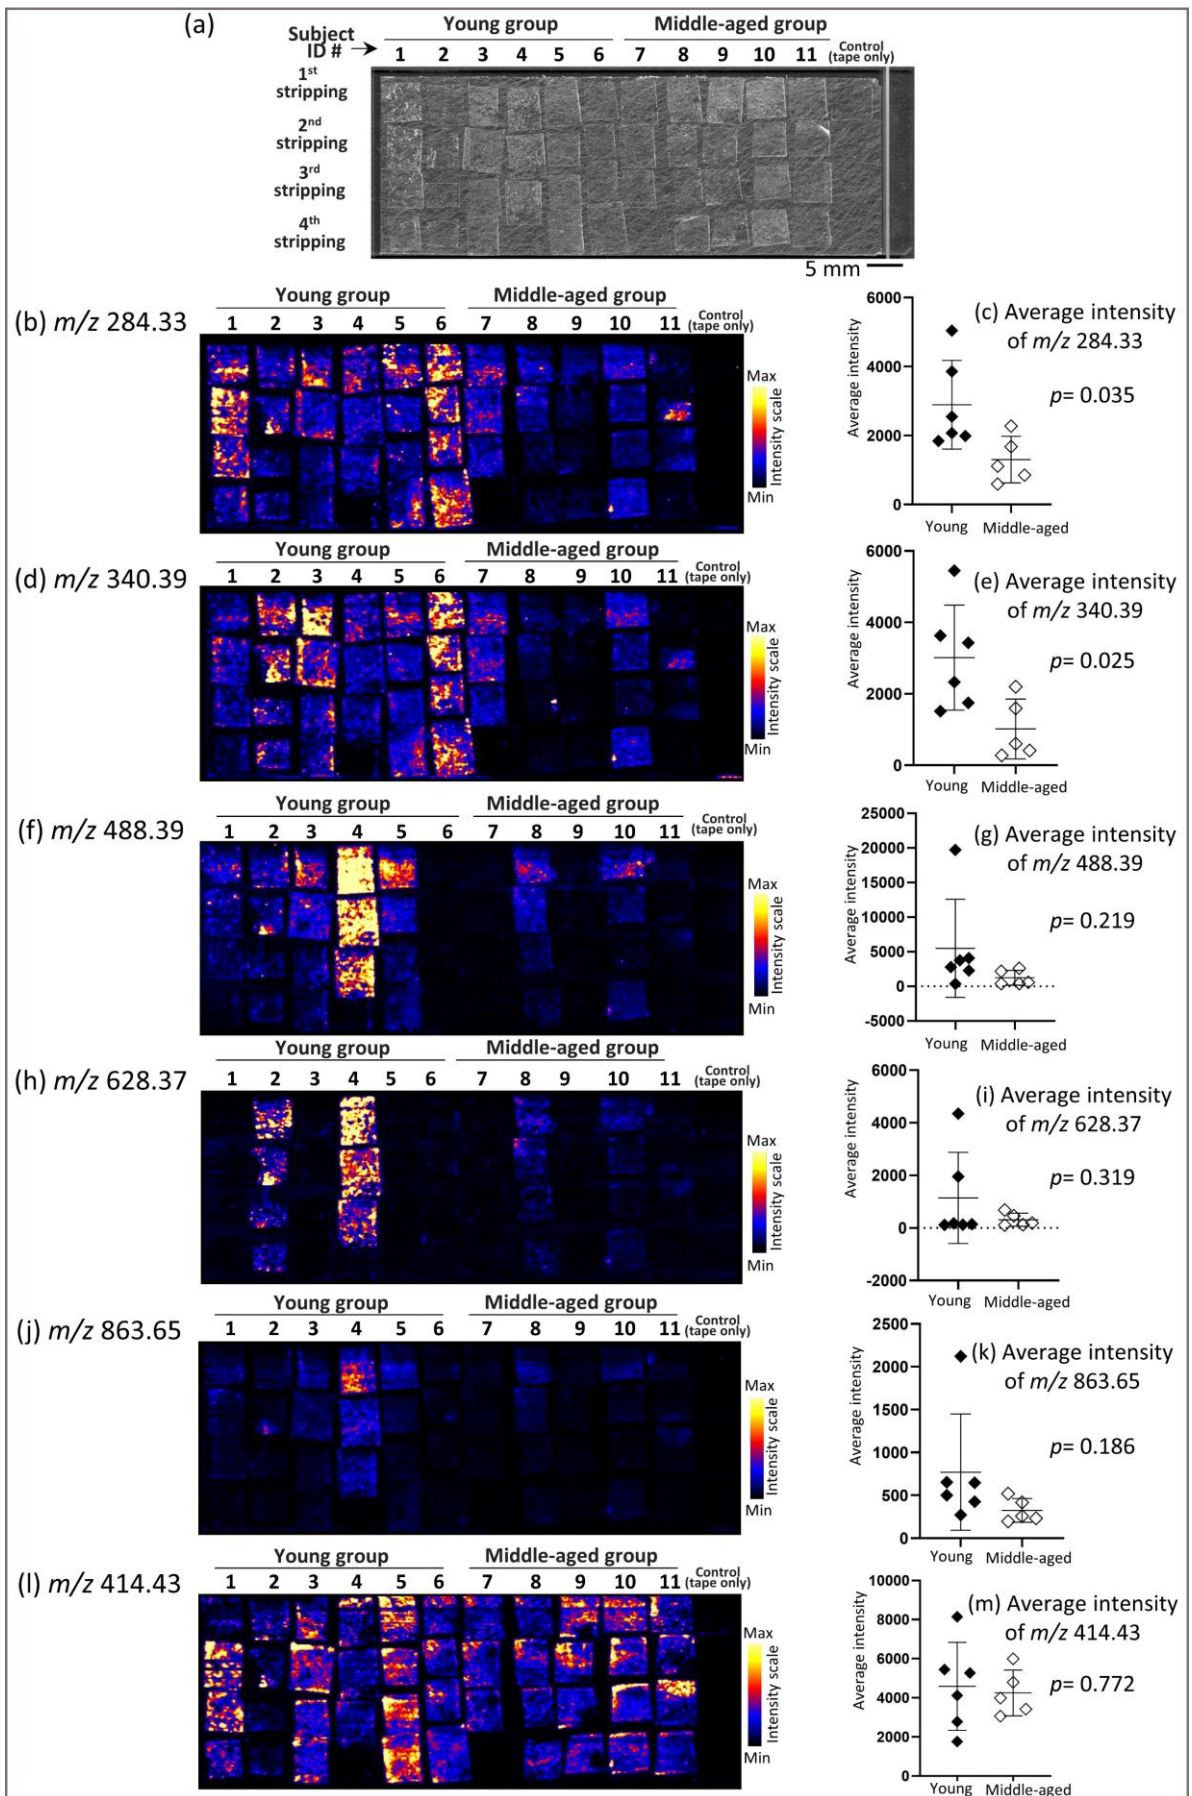 (a)
Young group
Middle-aged group
Subject
ID #
1 2 3 4 5 6 7 8 9 10 11
Control
(tape only)
1st
stripping
2nd
stripping
3rd
stripping
4th
stripping
5 mm
(b) m/z 284.33
Young group
Middle-aged group
1 2 3 4 5 6 7 8 9 10 11
Control
(tape only)
Max
Intensity scale
Min
6000
4000
2000
0
Average intensity
(c) Average intensity
of m/z 284.33
p= 0.035
Young
Middle-aged
(d) m/z 340.39
Young group
Middle-aged group
1 2 3 4 5 6 7 8 9 10 11
Control
(tape only)
Max
Intensity scale
Min
6000
4000
2000
0
Average intensity
(e) Average intensity
of m/z 340.39
p= 0.025
Young
Middle-aged
(f) m/z 488.39
Young group
Middle-aged group
1 2 3 4 5 6 7 8 9 10 11
Control
(tape only)
Max
Intensity scale
Min
25000
20000
15000
10000
5000
0
-5000
Average intensity
(g) Average intensity
of m/z 488.39
p= 0.219
Young
Middle-aged
(h) m/z 628.37
Young group
Middle-aged group
1 2 3 4 5 6 7 8 9 10 11
Control
(tape only)
Max
Intensity scale
Min
6000
4000
2000
0
-2000
Average intensity
(i) Average intensity
of m/z 628.37
p= 0.319
Young
Middle-aged
(j) m/z 863.65
Young group
Middle-aged group
1 2 3 4 5 6 7 8 9 10 11
Control
(tape only)
Max
Intensity scale
Min
2500
2000
1500
1000
500
0
Average intensity
(k) Average intensity
of m/z 863.65
p= 0.186
Young
Middle-aged
(l) m/z 414.43
Young group
Middle-aged group
1 2 3 4 5 6 7 8 9 10 11
Control
(tape only)
Max
Intensity scale
Min
10000
8000
6000
4000
2000
0
Average intensity
(m) Average intensity
of m/z 414.43
p= 0.772
Young
Middle-aged